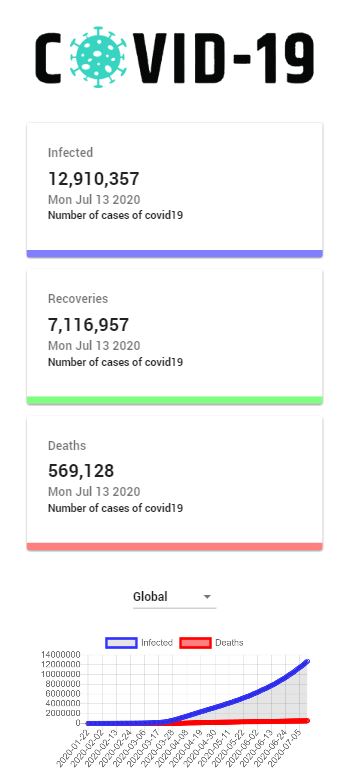 COVID-19
Infected
12,910,357
Mon Jul 13 2020
Number of cases of covid19
Recoveries
7,116,957
Mon Jul 13 2020
Number of cases of covid19
Deaths
569,128
Mon Jul 13 2020
Number of cases of covid19
Global
Infected Deaths
14000000
12000000
10000000
8000000
6000000
4000000
2000000
0
2020-01-22 2020-02-02 2020-02-13 2020-02-24 2020-03-06 2020-03-17 2020-03-28 2020-04-08 2020-04-19 2020-04-30 2020-05-11 2020-05-22 2020-06-02 2020-06-13 2020-06-24 2020-07-05